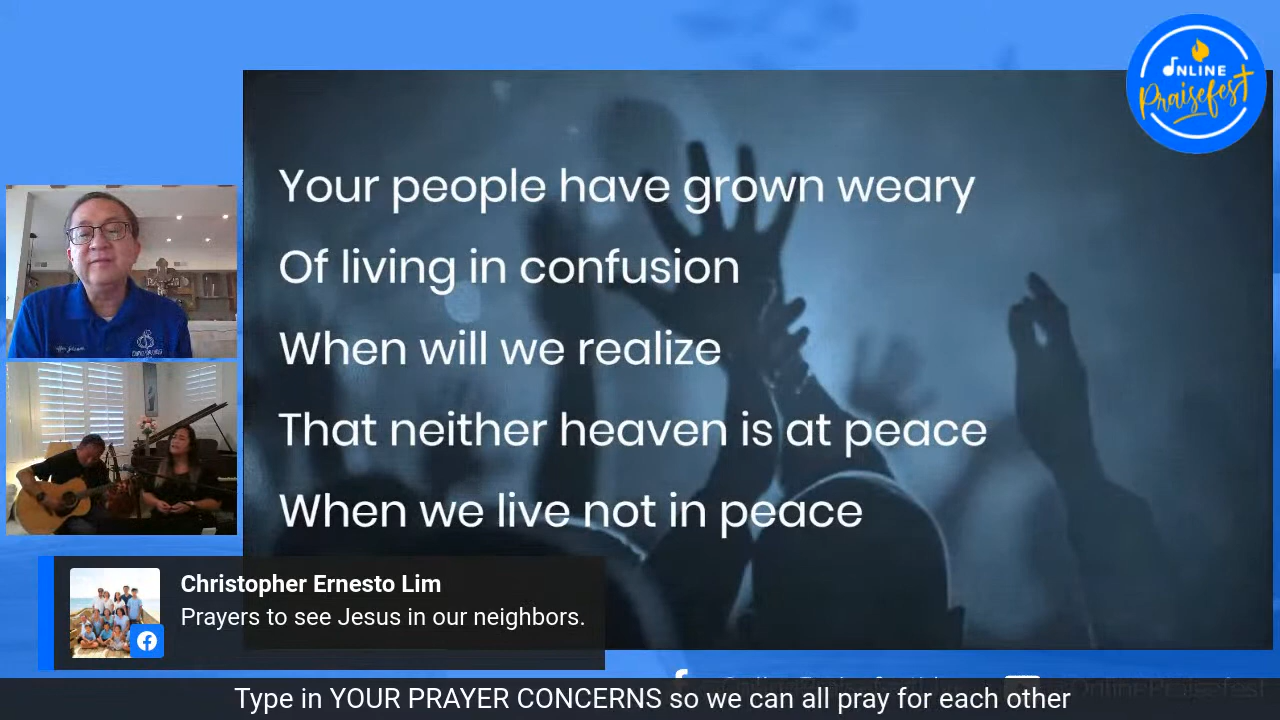 ONLINE
Praisefest
Your people have grown weary
Of living in confusion
When will we realize
That neither heaven is at peace
When we live not in peace
Christopher Ernesto Lim
Prayers to see Jesus in our neighbors.
Type in YOUR PRAYER CONCERNS so we can all pray for each other